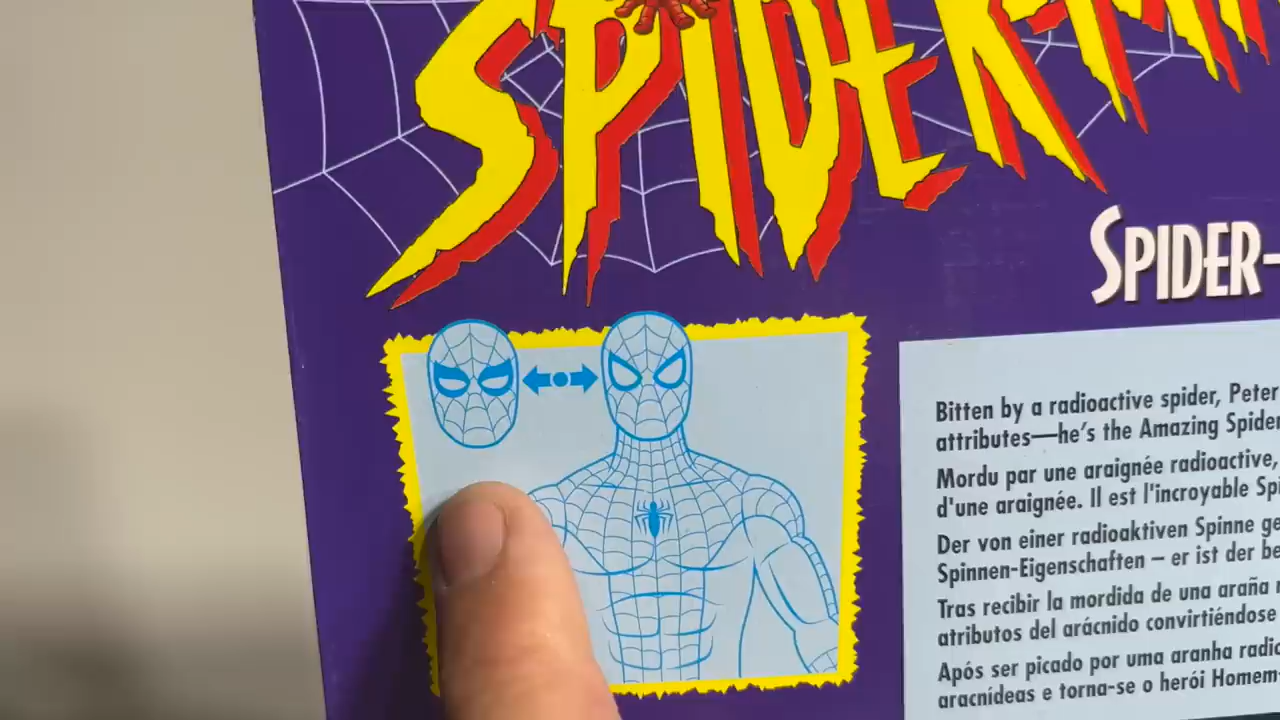 SPIDER-MAN
SPIDER-
Bitten by a radioactive spider, Peter
attributes—he's the Amazing Spider
Mordu par une araignée radioactive,
d'une araignée. Il est l'incroyable Spi
Der von einer radioaktiven Spinne ge
Spinnen-Eigenschaften – er ist der be
Tras recibir la mordida de una araña
atributos del arácnido convirtiéndose
Após ser picado por uma aranha radio
aracnídeas e torna-se o herói Homem-